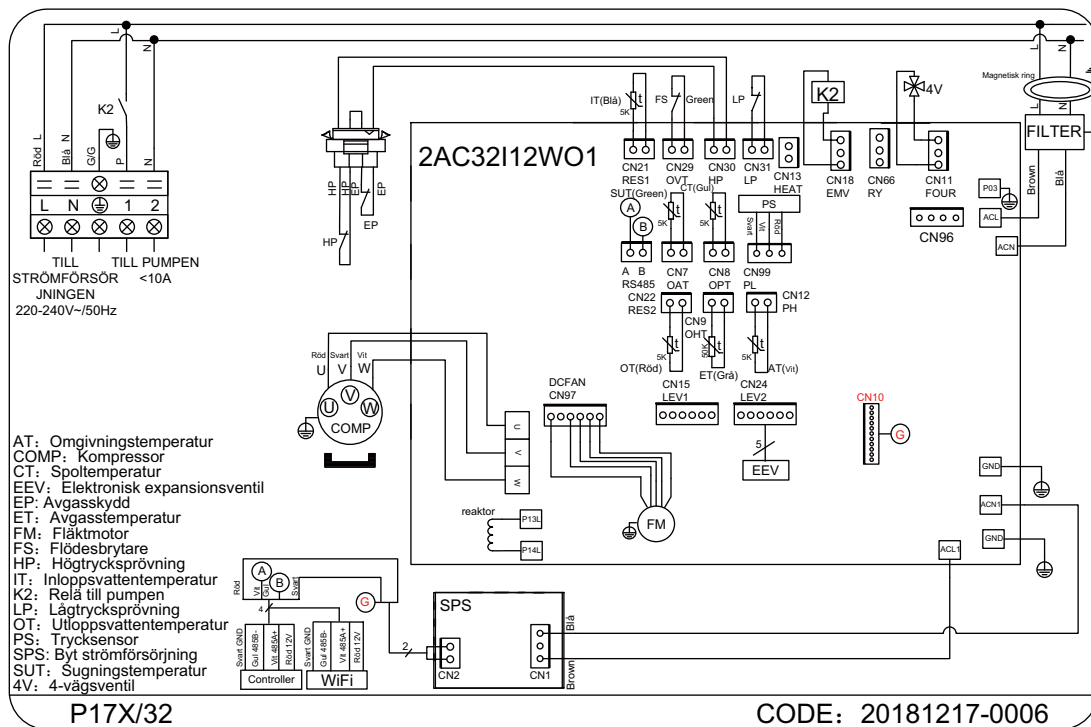 L
N
K2
Röd L
Blå N
G/G
P
N
L N 1 2
TILL
STRÖMFÖRSÖR
JNINGEN
220-240V~/50Hz
TILL PUMPEN
<10A
HP
HP
EP
EP
HP
EP
2AC32I12WO1
IT(Blå)
5K
t
FS
Green
LP
K2
4V
Magnetisk ring
L
N
FILTER
Brown
Blå
CN21
RES1
CN29
OVT
CN30
HP
CN31
LP
CN13
HEAT
CN18
EMV
CN66
RY
CN11
FOUR
P03
ACL
ACN
CN96
SUT(Green)
CT(Gul)
A
B
5K
t
5K
t
PS
Svart
Vit
Röd
A B
RS485
CN7
OAT
CN8
OPT
CN99
PL
CN22
RES2
CN9
OHT
CN12
PH
5K
t
50K
t
5K
t
OT(Röd)
ET(Grå)
AT(Vit)
CN15
LEV1
CN24
LEV2
CN10
G
5
EEV
DCFAN
CN97
FM
Röd Svart Vit
U V W
U
V
W
COMP
U
V
W
reaktor
P13L
P14L
GND
ACN1
GND
ACL1
AT: Omgivningstemperatur
COMP: Kompressor
CT: Spoltemperatur
EEV: Elektronisk expansionsventil
EP: Avgasskydd
ET: Avgasstemperatur
FM: Fläktmotor
FS: Flödesbrytare
HP: Högtrycksprövning
IT: Inloppsvattentemperatur
K2: Relä till pumpen
LP: Lågtrycksprövning
OT: Utloppsvattentemperatur
PS: Trycksensor
SPS: Byt strömförsörjning
SUT: Sugningstemperatur
4V: 4-vägsventil
A
B
Röd
Vit
Gul
Svart
G
4
Svart GND
Gul 485B-
Vit 485A+
Röd 12V
Controller
Svart GND
Gul 485B-
Vit 485A+
Röd 12V
WiFi
2
SPS
CN2
CN1
Blå
Brown
P17X/32
CODE: 20181217-0006